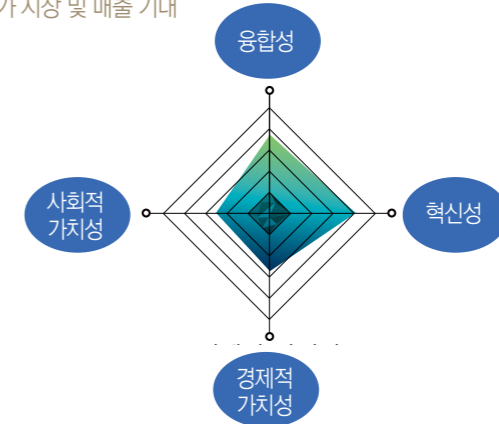 가 시장 및 매출 기대
융합성
사회적
가치성
혁신성
경제적
가치성